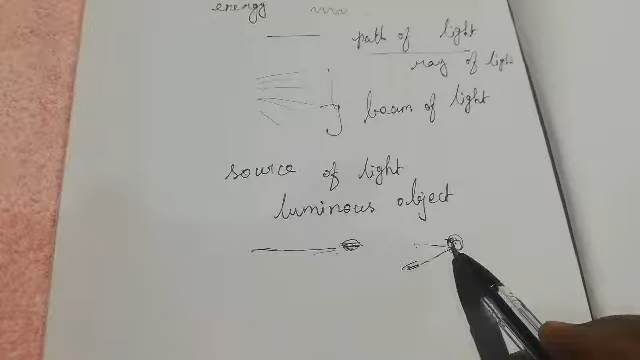 energy
path of light
ray of light
beam of light
source of light
luminous object